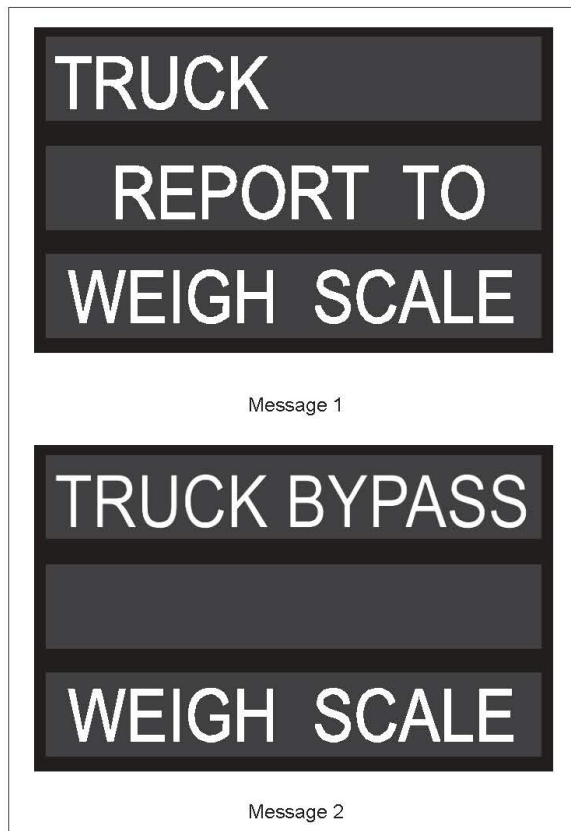 TRUCK
REPORT TO
WEIGH SCALE
Message 1
TRUCK BYPASS
WEIGH SCALE
Message 2